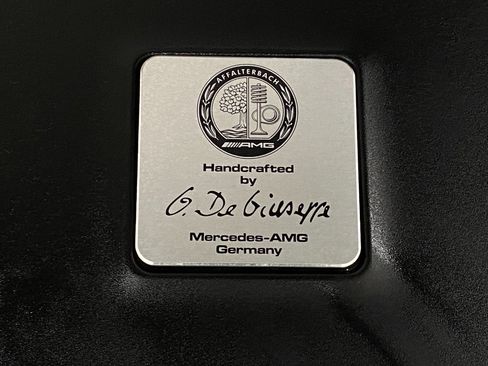 AFFALTERBACH
AMG
Handcrafted
by
G. De Giuseppe
Mercedes-AMG
Germany